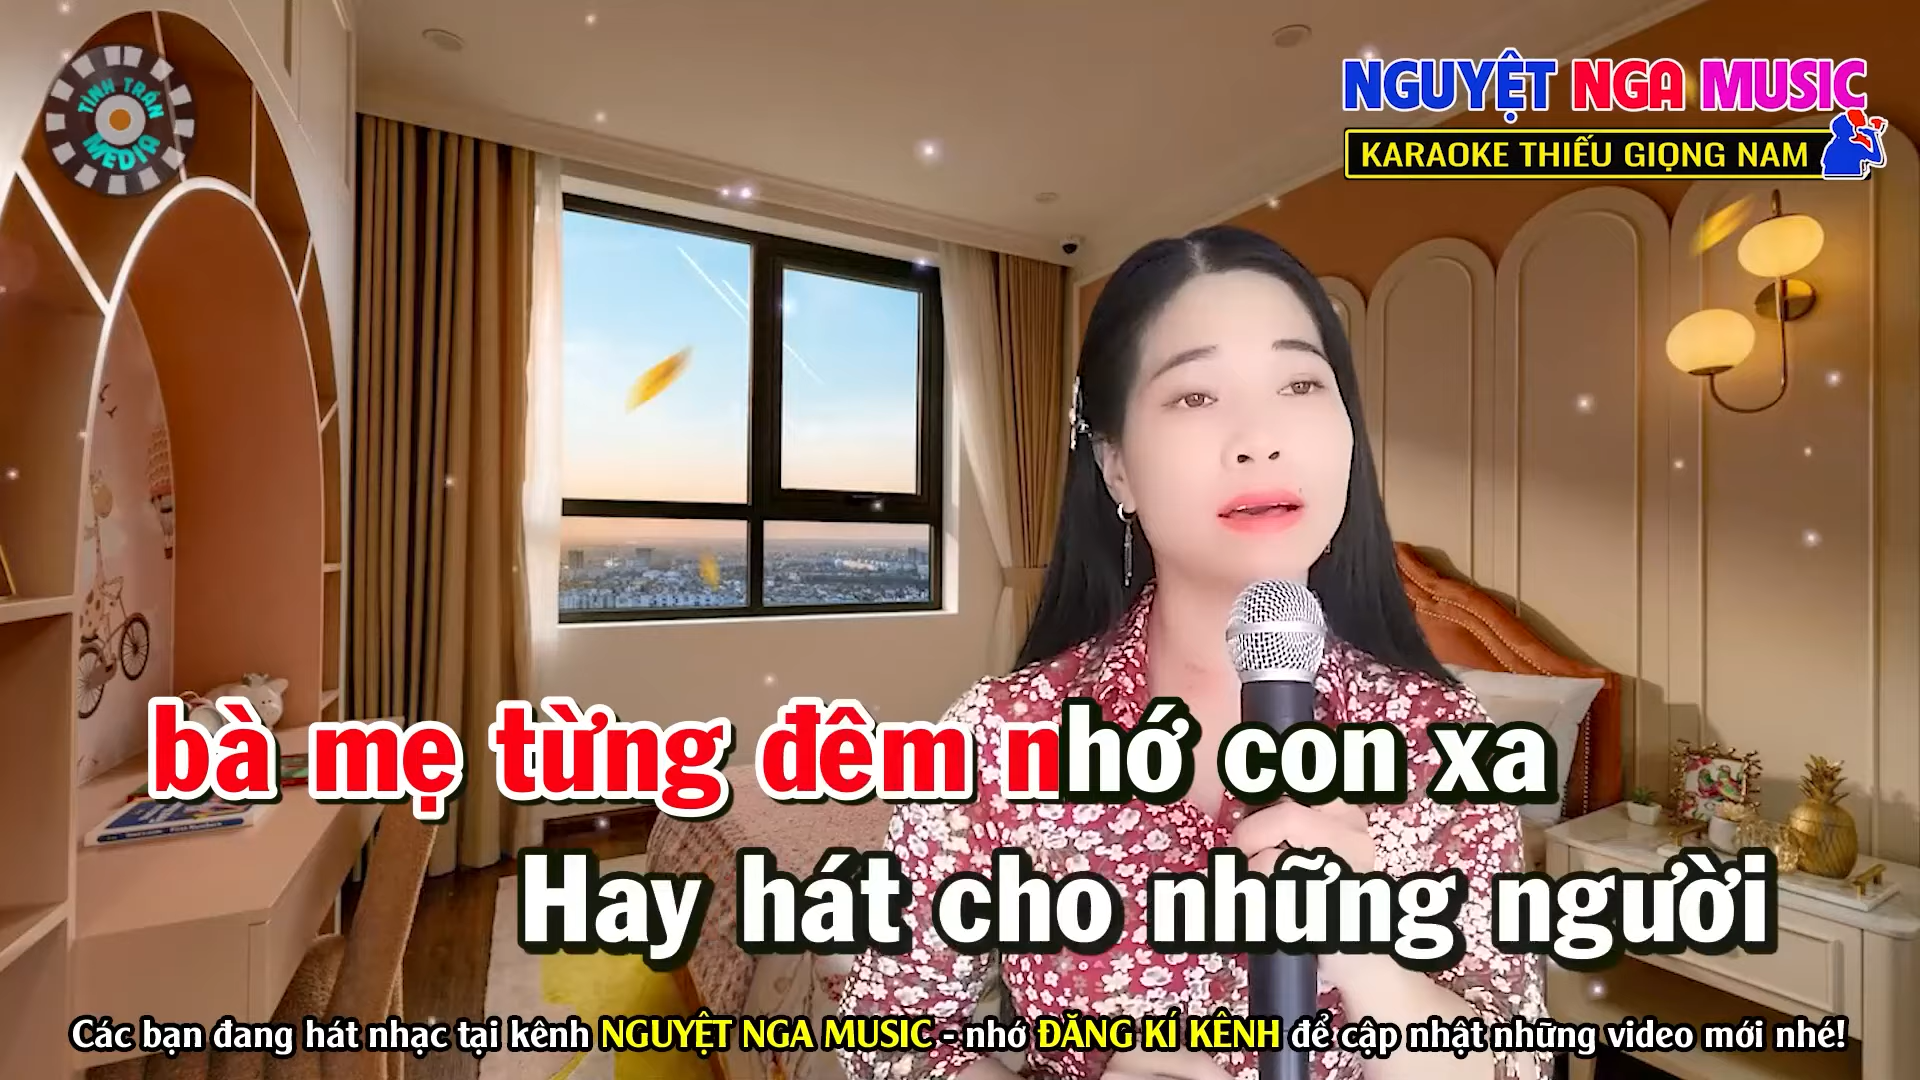 TÌNH TRẦN
MEDIA
NGUYỆT NGA MUSIC
KARAOKE THIẾU GIỌNG NAM
bà mẹ từng đêm nhớ con xa
Hay hát cho những người
Các bạn đang hát nhạc tại kênh NGUYỆT NGA MUSIC - nhớ ĐĂNG KÍ KÊNH để cập nhật những video mới nhé!